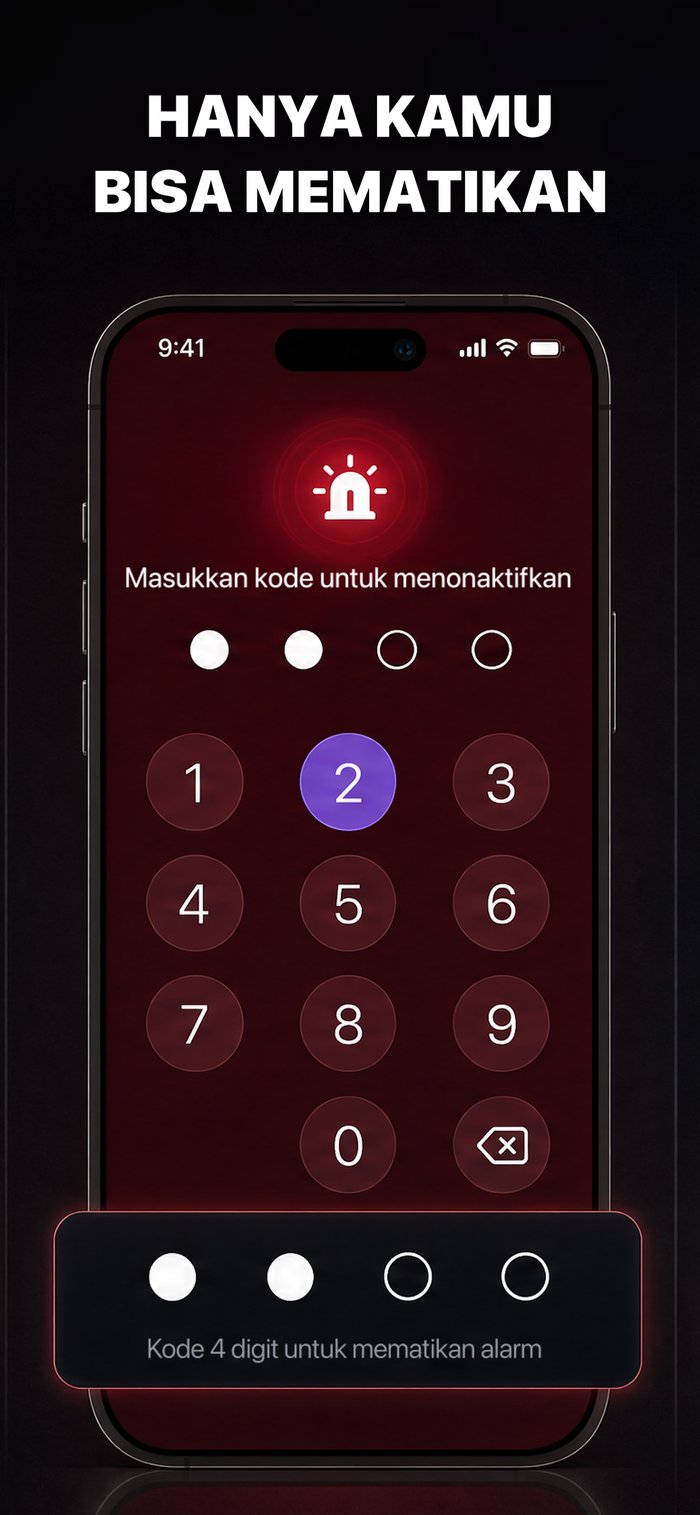 HANYA KAMU
BISA MEMATIKAN
9:41
Masukkan kode untuk menonaktifkan
1 2 3
4 5 6
7 8 9
0
Kode 4 digit untuk mematikan alarm